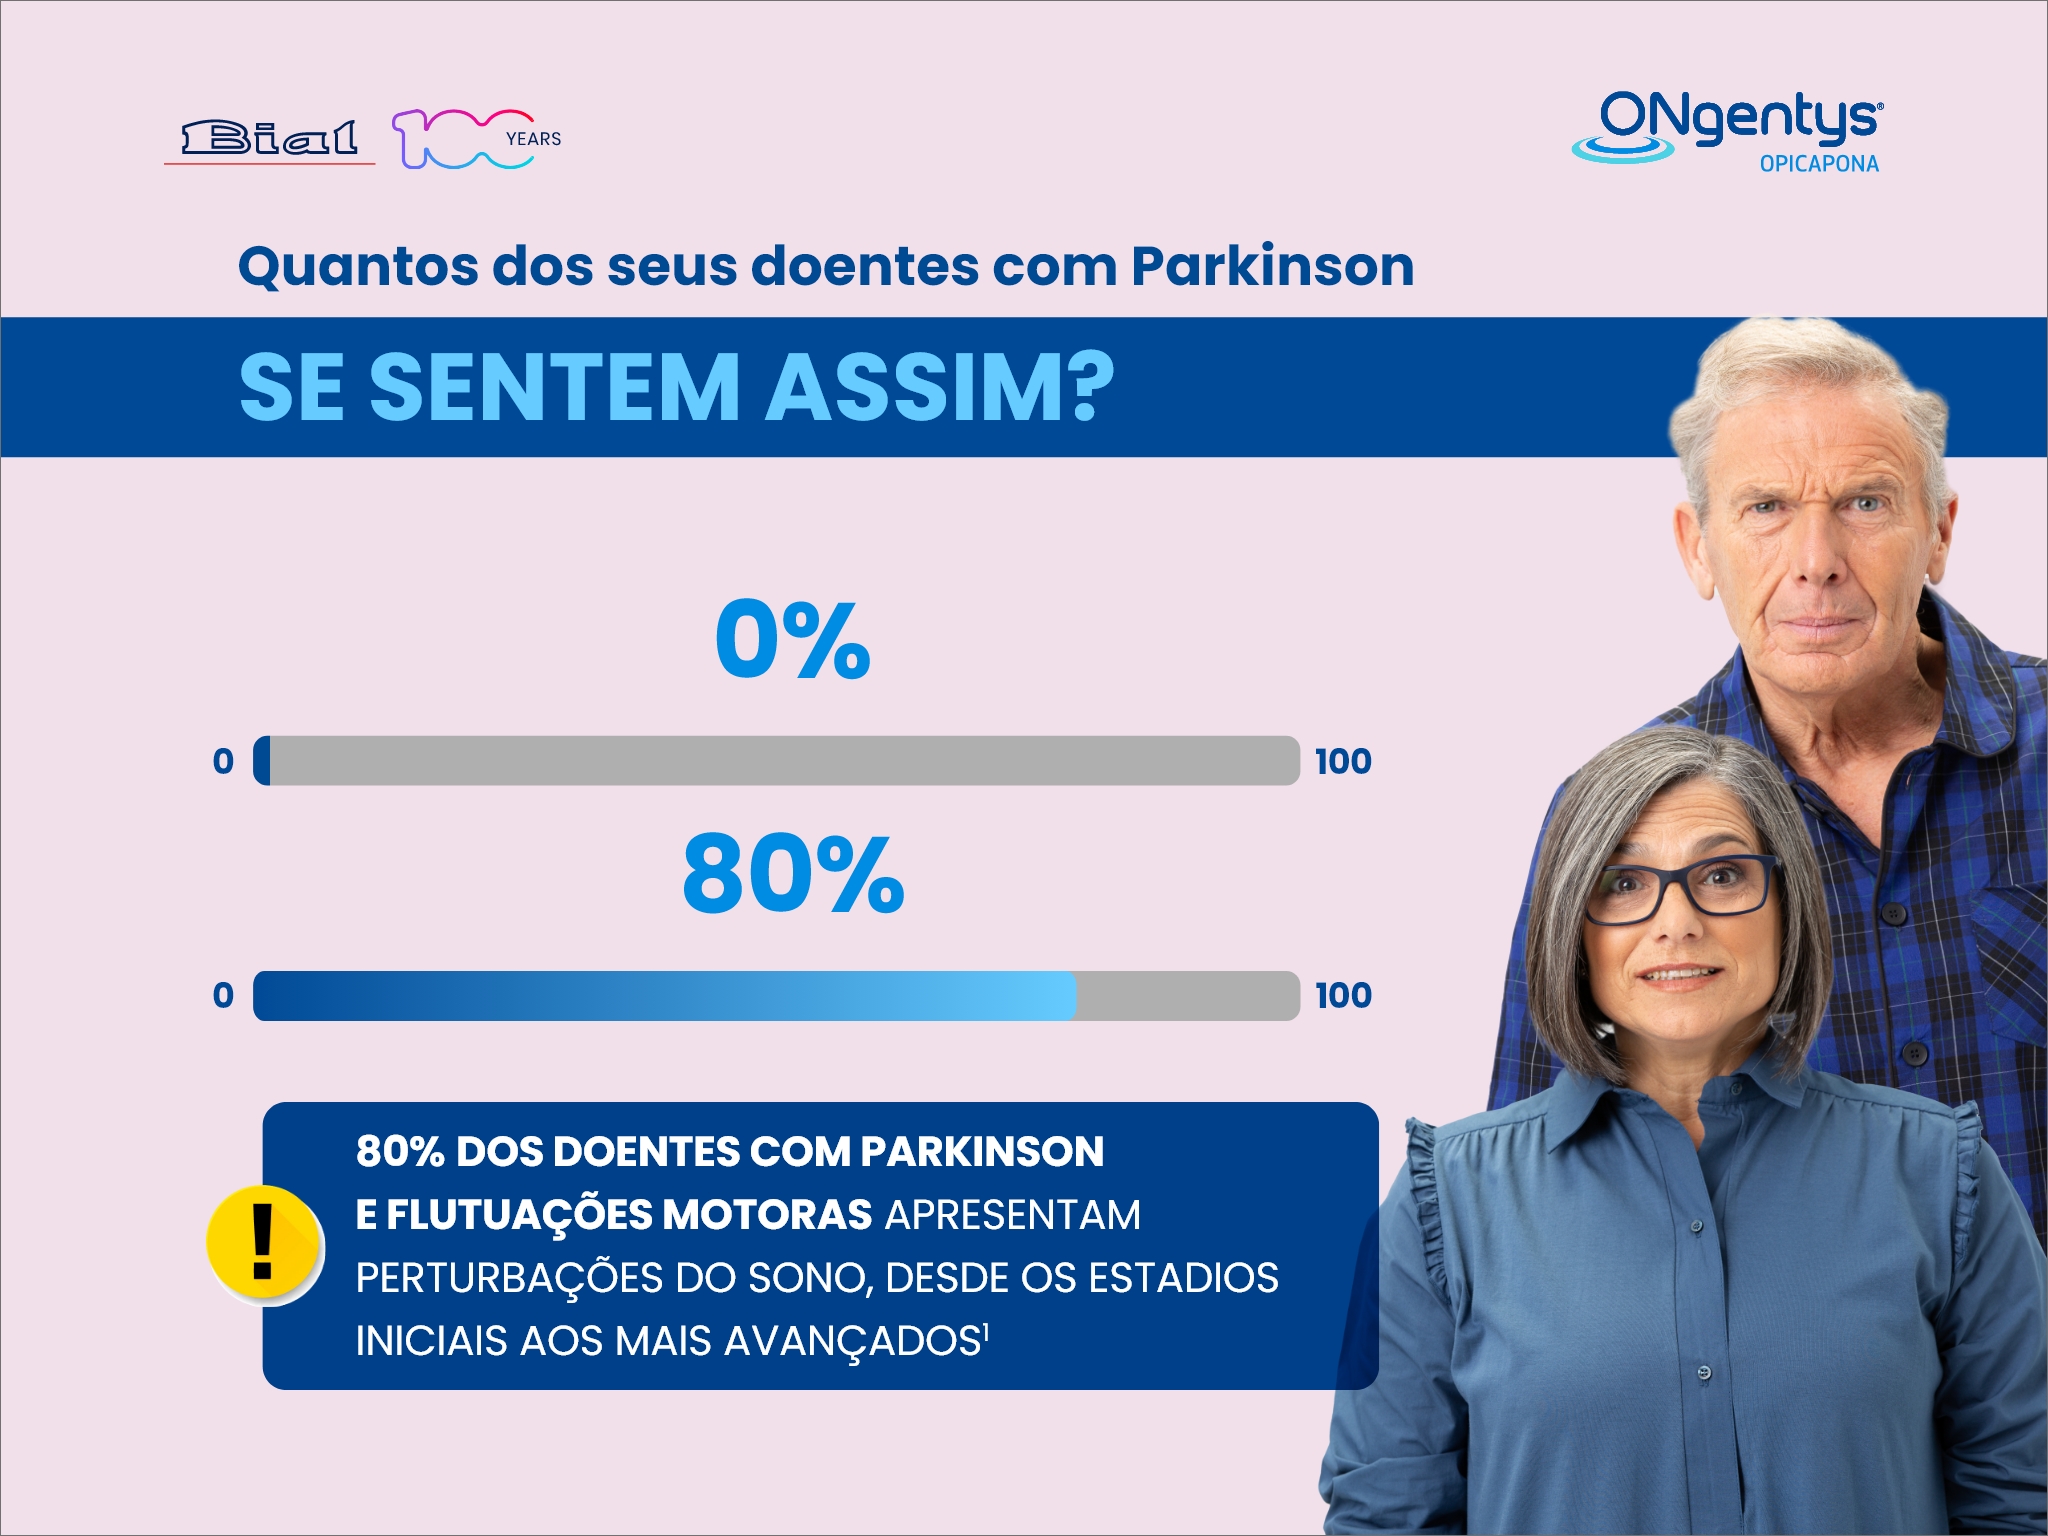 Bial
100 YEARS
ONgentys®
OPICAPONA
Quantos dos seus doentes com Parkinson
SE SENTEM ASSIM?
0%
0 100
80%
0 100
80% DOS DOENTES COM PARKINSON
E FLUTUAÇÕES MOTORAS APRESENTAM
PERTURBAÇÕES DO SONO, DESDE OS ESTADIOS
INICIAIS AOS MAIS AVANÇADOS¹
!